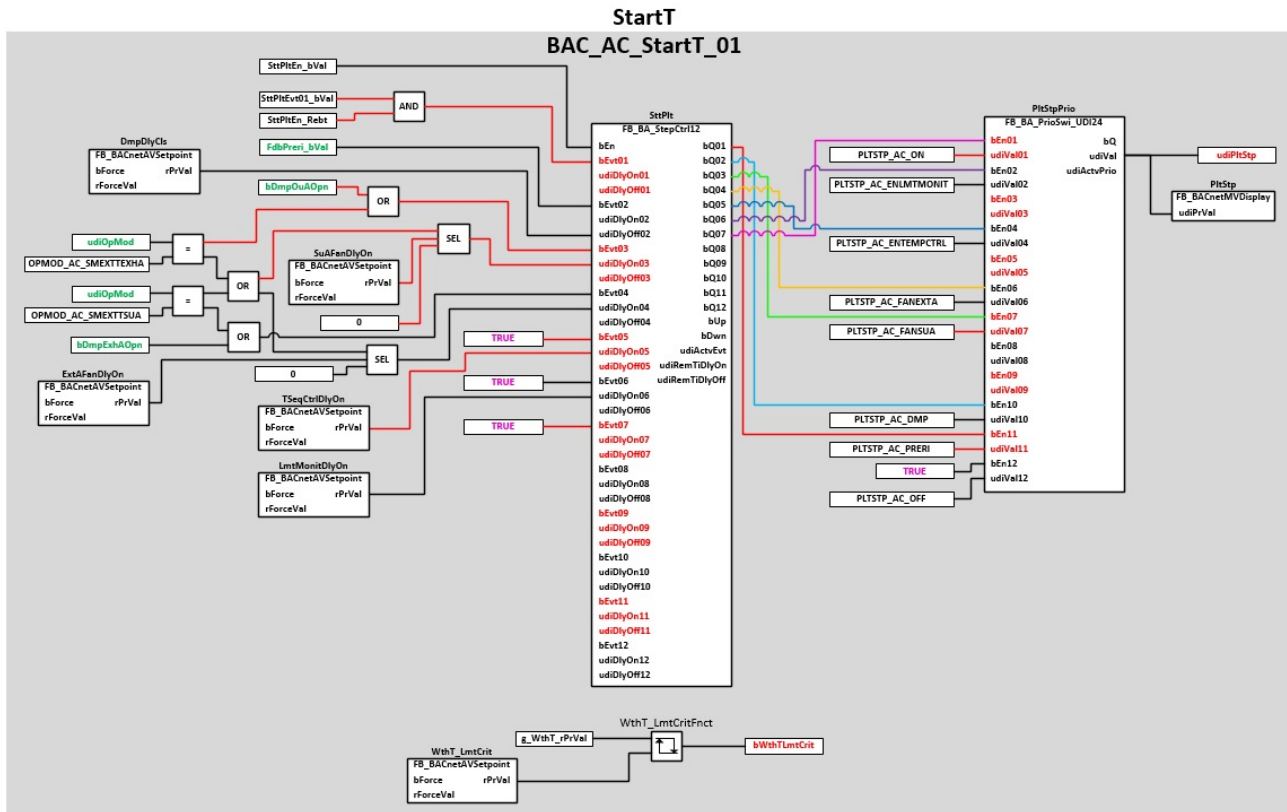 StartT
BAC_AC_StartT_01
SttPltEn_bVal
SttPltEvt01_bVal
SttPltEn_Rebt
AND
FdbPreri_bVal
DmpDlyCls
FB_BACnetAVSetpoint
bForce rPrVal
rForceVal
bDmpOuAOpn
OR
udiOpMod
=
OPMOD_AC_SMEXTTEXHA
SEL
SuAFanDlyOn
FB_BACnetAVSetpoint
bForce rPrVal
rForceVal
OR
udiOpMod
=
OPMOD_AC_SMEXTTSUA
0
bDmpExhAOpn
OR
TRUE
SEL
0
ExtAFanDlyOn
FB_BACnetAVSetpoint
bForce rPrVal
rForceVal
TRUE
TSeqCtrlDlyOn
FB_BACnetAVSetpoint
bForce rPrVal
rForceVal
TRUE
LmtMonitDlyOn
FB_BACnetAVSetpoint
bForce rPrVal
rForceVal
SttPlt
FB_BA_StepCtrl12
bEn bQ01
bEvt01 bQ02
udiDlyOn01 bQ03
udiDlyOff01 bQ04
bEvt02 bQ05
udiDlyOn02 bQ06
udiDlyOff02 bQ07
bEvt03 bQ08
udiDlyOn03 bQ09
udiDlyOff03 bQ10
bEvt04 bQ11
udiDlyOn04 bQ12
udiDlyOff04 bUp
bEvt05 bDwn
udiDlyOn05 udiActvEvt
udiDlyOff05 udiRemTiDlyOn
bEvt06 udiRemTiDlyOff
udiDlyOn06
udiDlyOff06
bEvt07
udiDlyOn07
udiDlyOff07
bEvt08
udiDlyOn08
udiDlyOff08
bEvt09
udiDlyOn09
udiDlyOff09
bEvt10
udiDlyOn10
udiDlyOff10
bEvt11
udiDlyOn11
udiDlyOff11
bEvt12
udiDlyOn12
udiDlyOff12
PLTSTP_AC_ON
PLTSTP_AC_ENLMTMONIT
PLTSTP_AC_ENTEMPCTRL
PLTSTP_AC_FANEXTA
PLTSTP_AC_FANSUA
PLTSTP_AC_DMP
PLTSTP_AC_PRERI
TRUE
PLTSTP_AC_OFF
PltStpPrio
FB_BA_PrioSwi_UDI24
bEn01 bQ
udiVal01 udiVal
bEn02 udiActvPrio
udiVal02
bEn03
udiVal03
bEn04
udiVal04
bEn05
udiVal05
bEn06
udiVal06
bEn07
udiVal07
bEn08
udiVal08
bEn09
udiVal09
bEn10
udiVal10
bEn11
udiVal11
bEn12
udiVal12
udiPltStp
PltStp
FB_BACnetMVDisplay
udiPrVal
WthT_LmtCritFnct
g_WthT_rPrVal
bWthTLmtCrit
WthT_LmtCrit
FB_BACnetAVSetpoint
bForce rPrVal
rForceVal